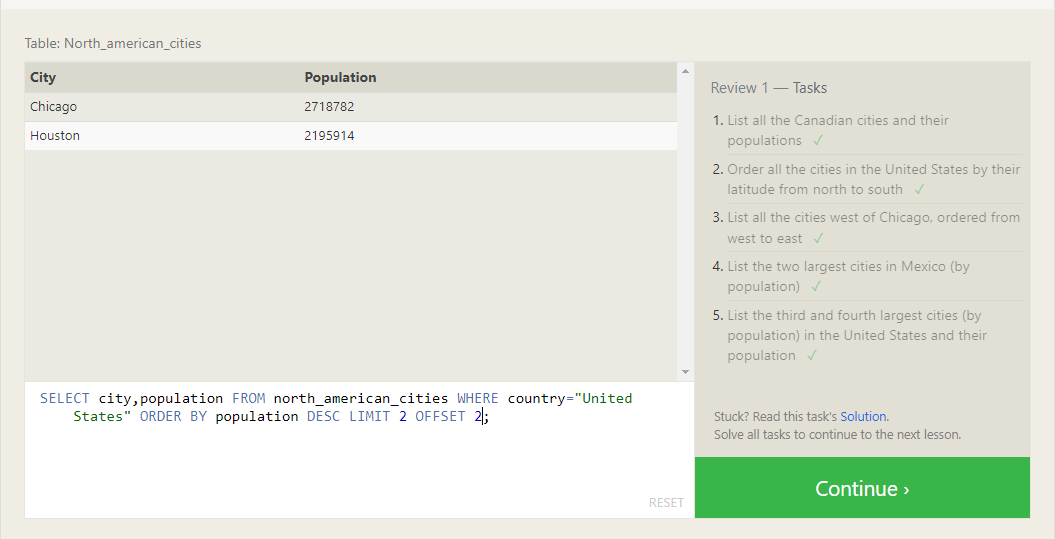 Table: North_american_cities
City Population
Chicago 2718782
Houston 2195914
SELECT city,population FROM north_american_cities WHERE country="United
States" ORDER BY population DESC LIMIT 2 OFFSET 2;
RESET
Review 1 — Tasks
1. List all the Canadian cities and their
populations ✓
2. Order all the cities in the United States by their
latitude from north to south ✓
3. List all the cities west of Chicago, ordered from
west to east ✓
4. List the two largest cities in Mexico (by
population) ✓
5. List the third and fourth largest cities (by
population) in the United States and their
population ✓
Stuck? Read this task's Solution.
Solve all tasks to continue to the next lesson.
Continue ›